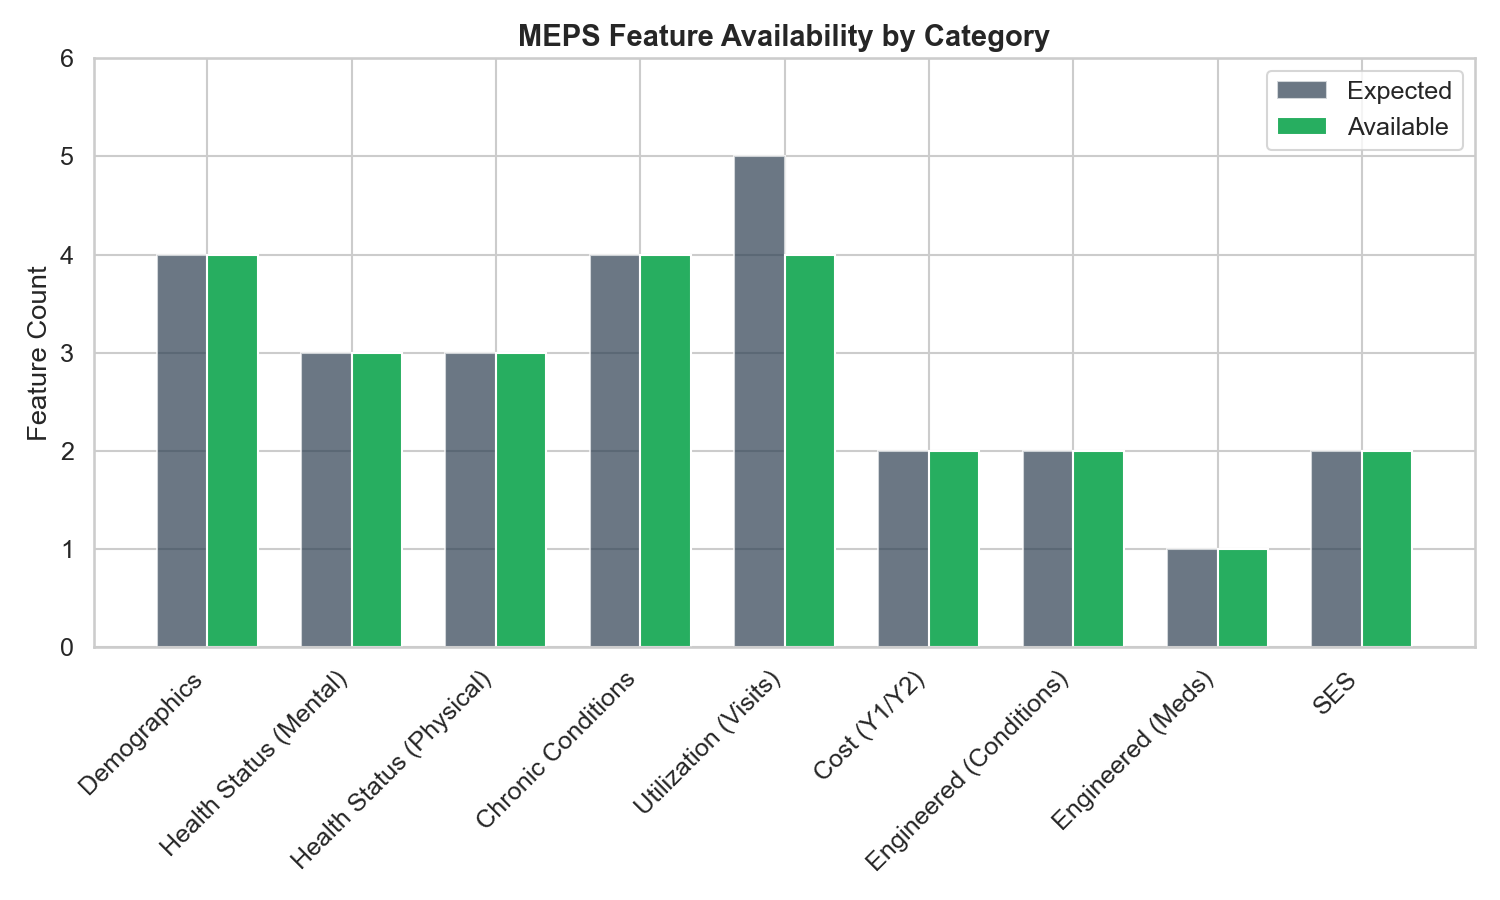 MEPS Feature Availability by Category
6
5
4
3
2
1
0
Feature Count
Expected
Available
Demographics
Health Status (Mental)
Health Status (Physical)
Chronic Conditions
Utilization (Visits)
Cost (Y1/Y2)
Engineered (Conditions)
Engineered (Meds)
SES